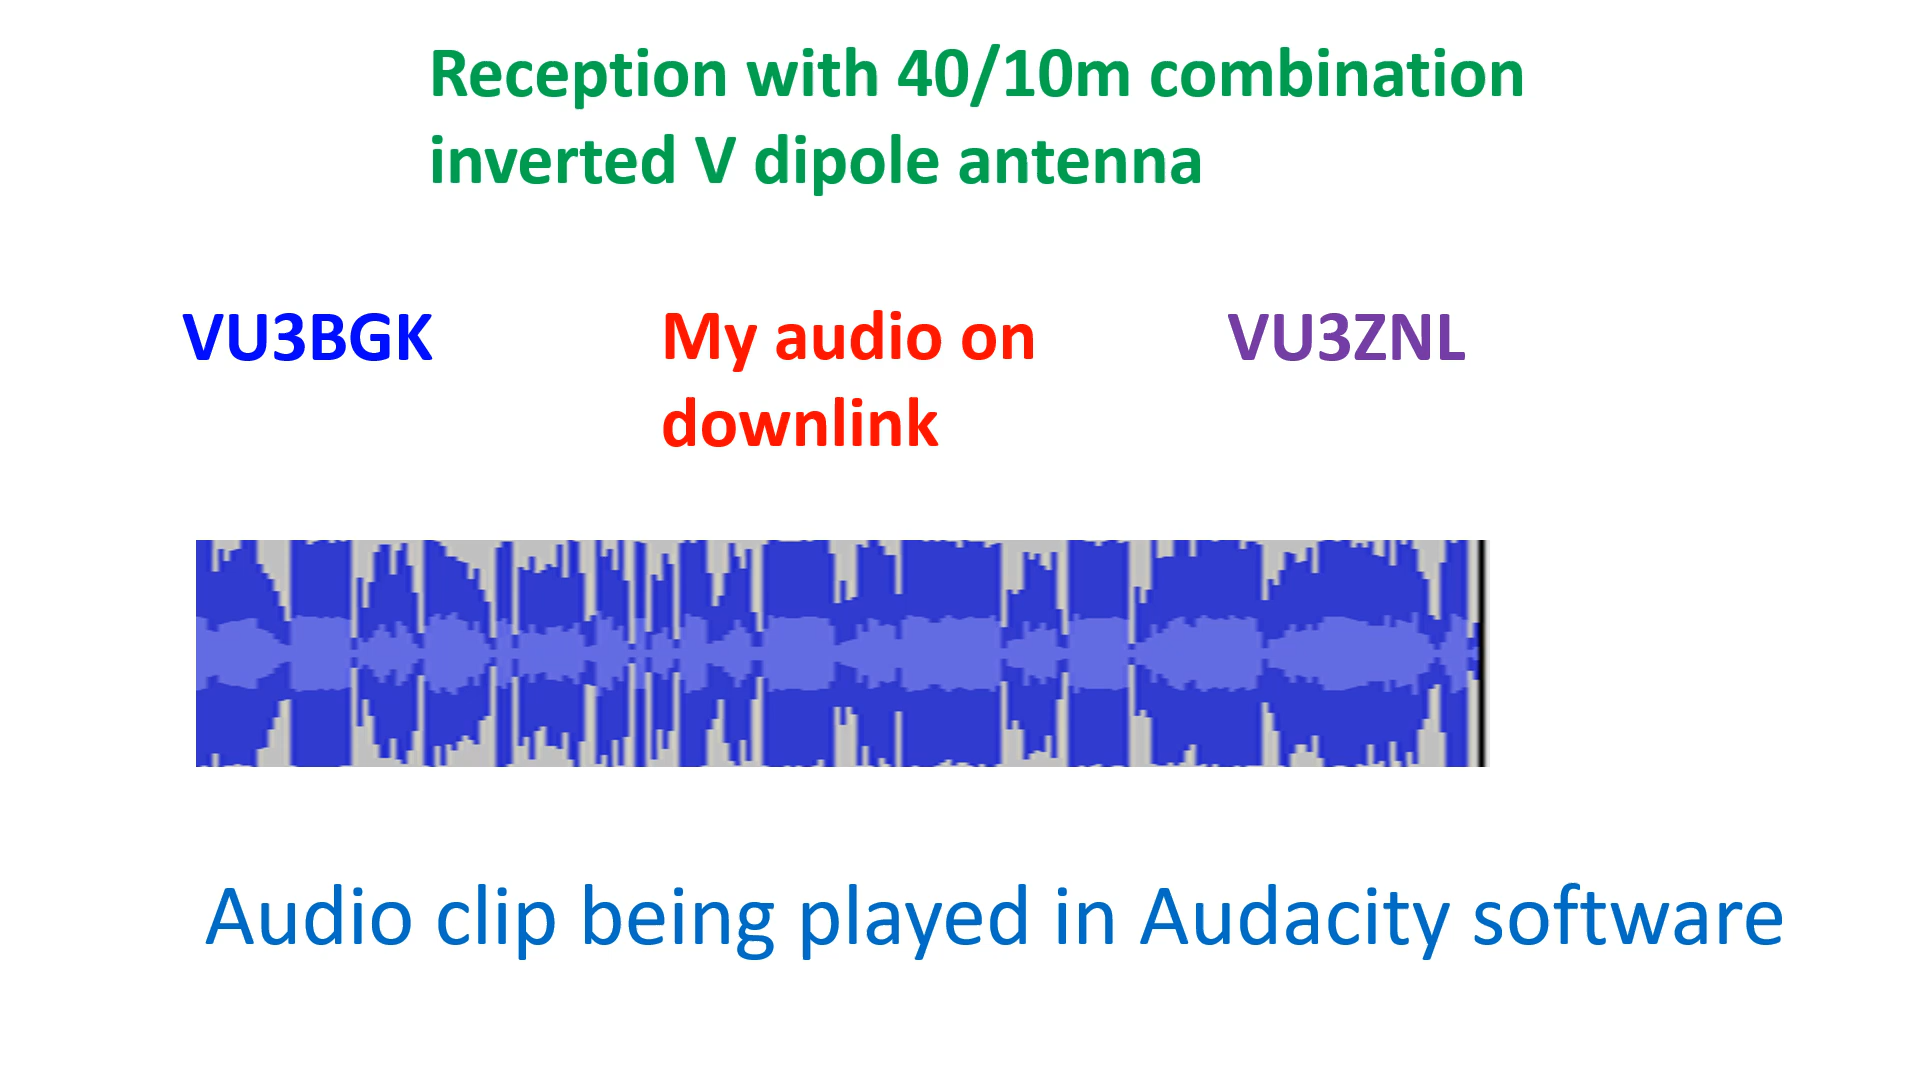 Reception with 40/10m combination
inverted V dipole antenna
VU3BGK
My audio on
downlink
VU3ZNL
Audio clip being played in Audacity software